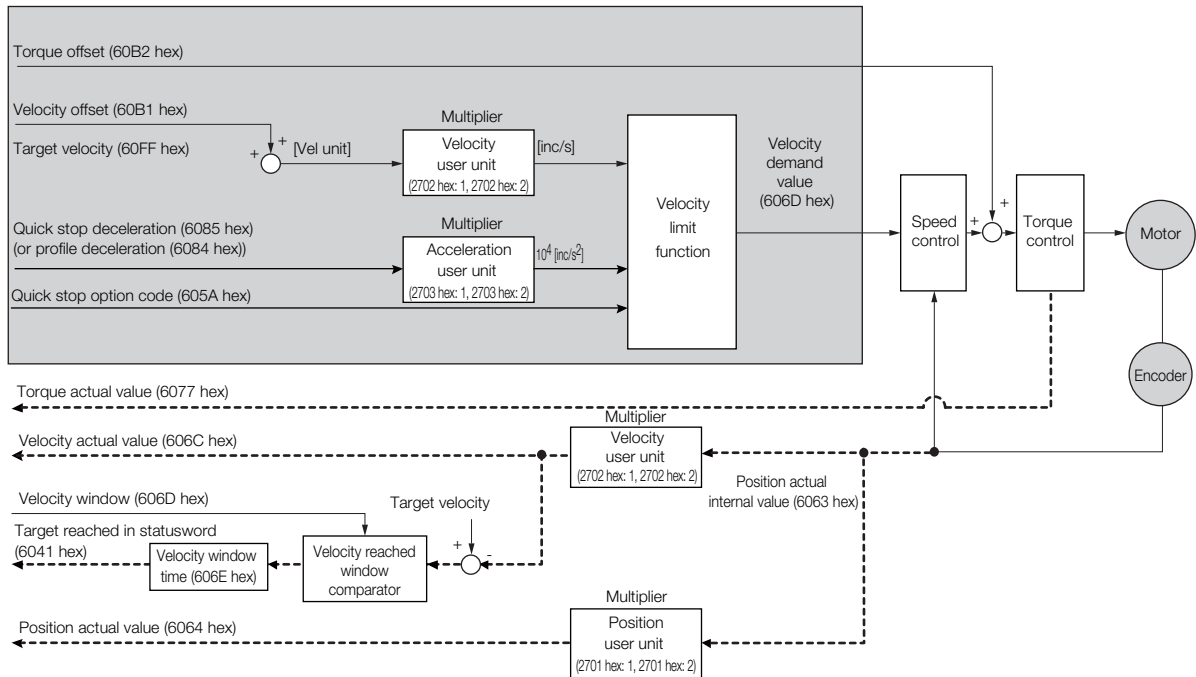 Torque offset (60B2 hex)
Velocity offset (60B1 hex)
Target velocity (60FF hex)
+
+
[Vel unit]
Multiplier
Velocity
user unit
(2702 hex: 1, 2702 hex: 2)
[inc/s]
Quick stop deceleration (6085 hex)
(or profile deceleration (6084 hex))
Multiplier
Acceleration
user unit
(2703 hex: 1, 2703 hex: 2)
10⁴ [inc/s²]
Quick stop option code (605A hex)
Velocity
limit
function
Velocity
demand
value
(606D hex)
Speed
control
+
+
Torque
control
Motor
Encoder
Torque actual value (6077 hex)
Velocity actual value (606C hex)
Multiplier
Velocity
user unit
(2702 hex: 1, 2702 hex: 2)
Position actual
internal value (6063 hex)
Velocity window (606D hex)
Target velocity
Target reached in statusword
(6041 hex)
Velocity window
time (606E hex)
Velocity reached
window
comparator
+
-
Position actual value (6064 hex)
Multiplier
Position
user unit
(2701 hex: 1, 2701 hex: 2)